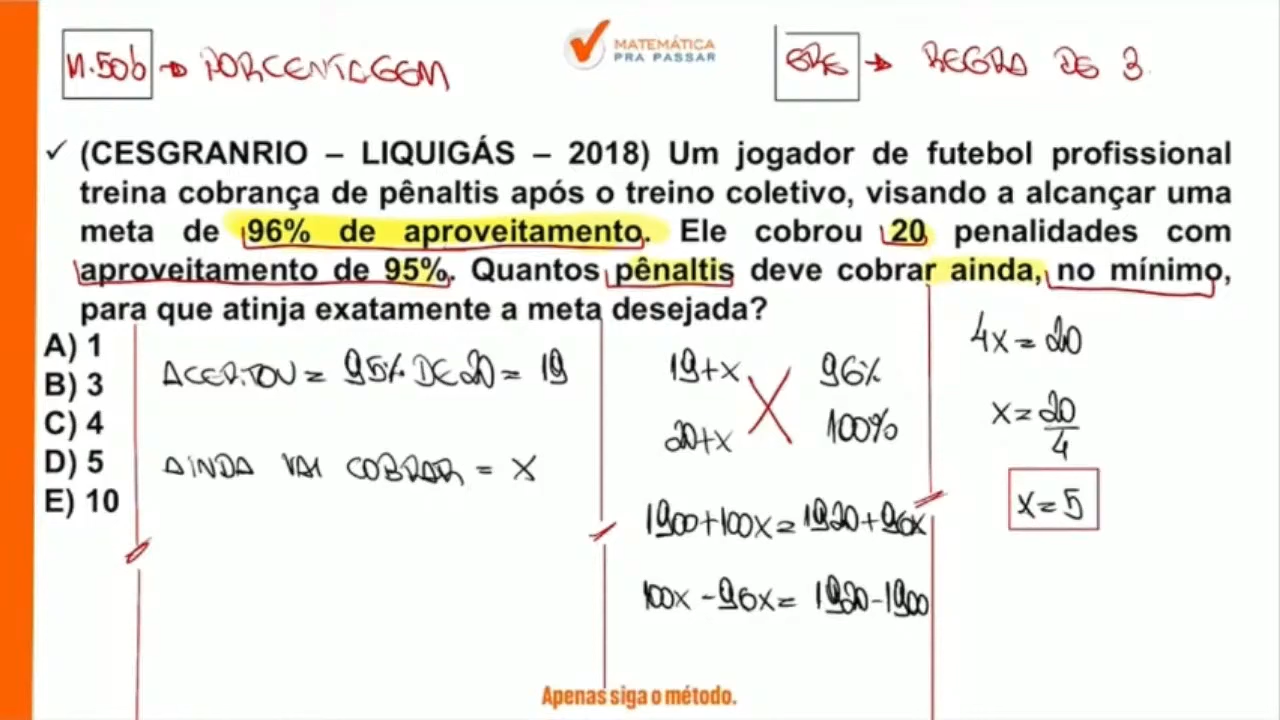 M.50b → PORCENTAGEM
MATEMÁTICA
PRA PASSAR
→ REGRA DE 3.
✓ (CESGRANRIO – LIQUIGÁS – 2018) Um jogador de futebol profissional
treina cobrança de pênaltis após o treino coletivo, visando a alcançar uma
meta de 96% de aproveitamento. Ele cobrou 20 penalidades com
aproveitamento de 95%. Quantos pênaltis deve cobrar ainda, no mínimo,
para que atinja exatamente a meta desejada?
A) 1
B) 3
C) 4
D) 5
E) 10
ACERTOU = 95% DE 20 = 19
AINDA VAI COBRAR = X
19+x 96%
20+x 100%
1900+100x = 1920+96x
100x - 96x = 1920-1900
4x = 20
x = 20
4
x = 5
Apenas siga o método.